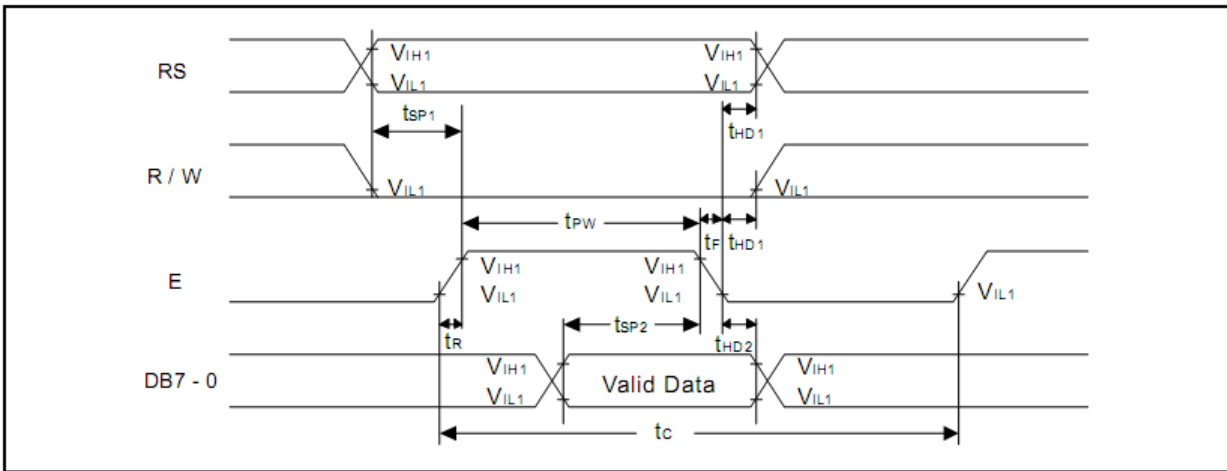 RS VIH1 VIH1
VIL1 VIL1
tSP1 tHD1
R / W VIL1 VIL1
tPW tF tHD1
E VIH1 VIH1
VIL1 VIL1 VIL1
tR tSP2 tHD2
DB7 - 0 VIH1 Valid Data VIH1
VIL1 VIL1
tC